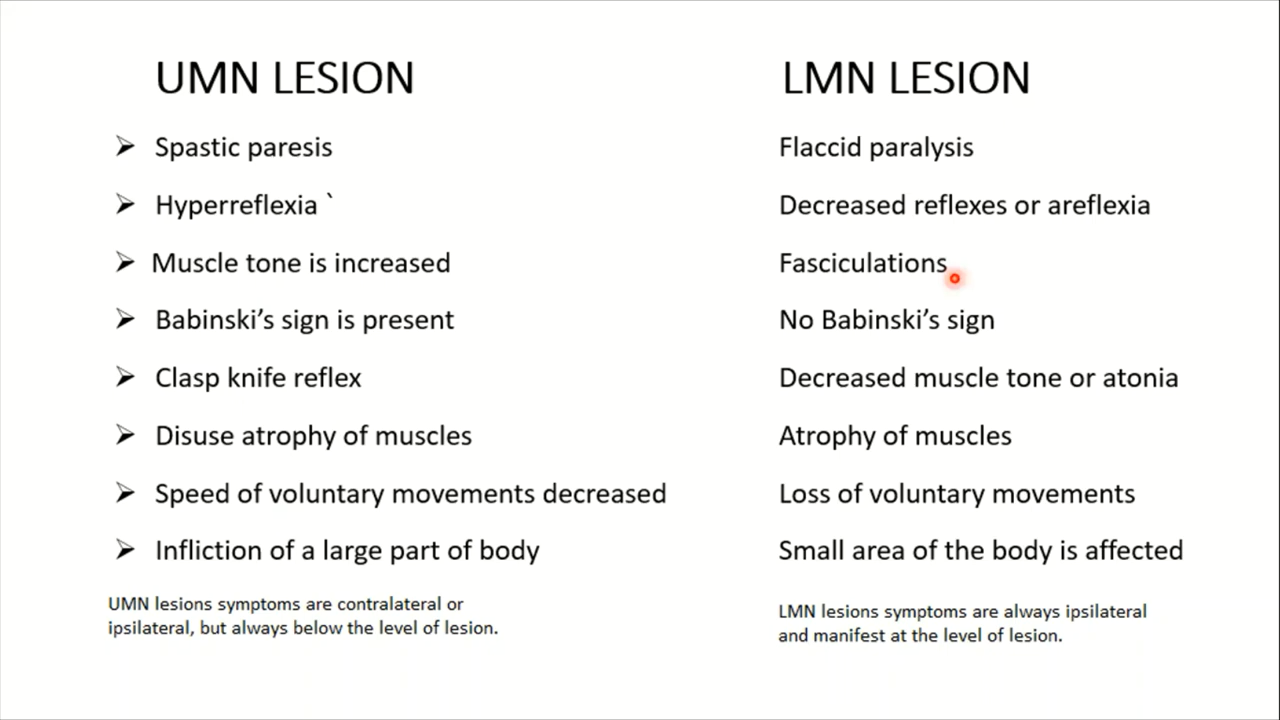 UMN LESION
LMN LESION
Spastic paresis
Flaccid paralysis
Hyperreflexia `
Decreased reflexes or areflexia
Muscle tone is increased
Fasciculations
Babinski’s sign is present
No Babinski’s sign
Clasp knife reflex
Decreased muscle tone or atonia
Disuse atrophy of muscles
Atrophy of muscles
Speed of voluntary movements decreased
Loss of voluntary movements
Infliction of a large part of body
Small area of the body is affected
UMN lesions symptoms are contralateral or
ipsilateral, but always below the level of lesion.
LMN lesions symptoms are always ipsilateral
and manifest at the level of lesion.